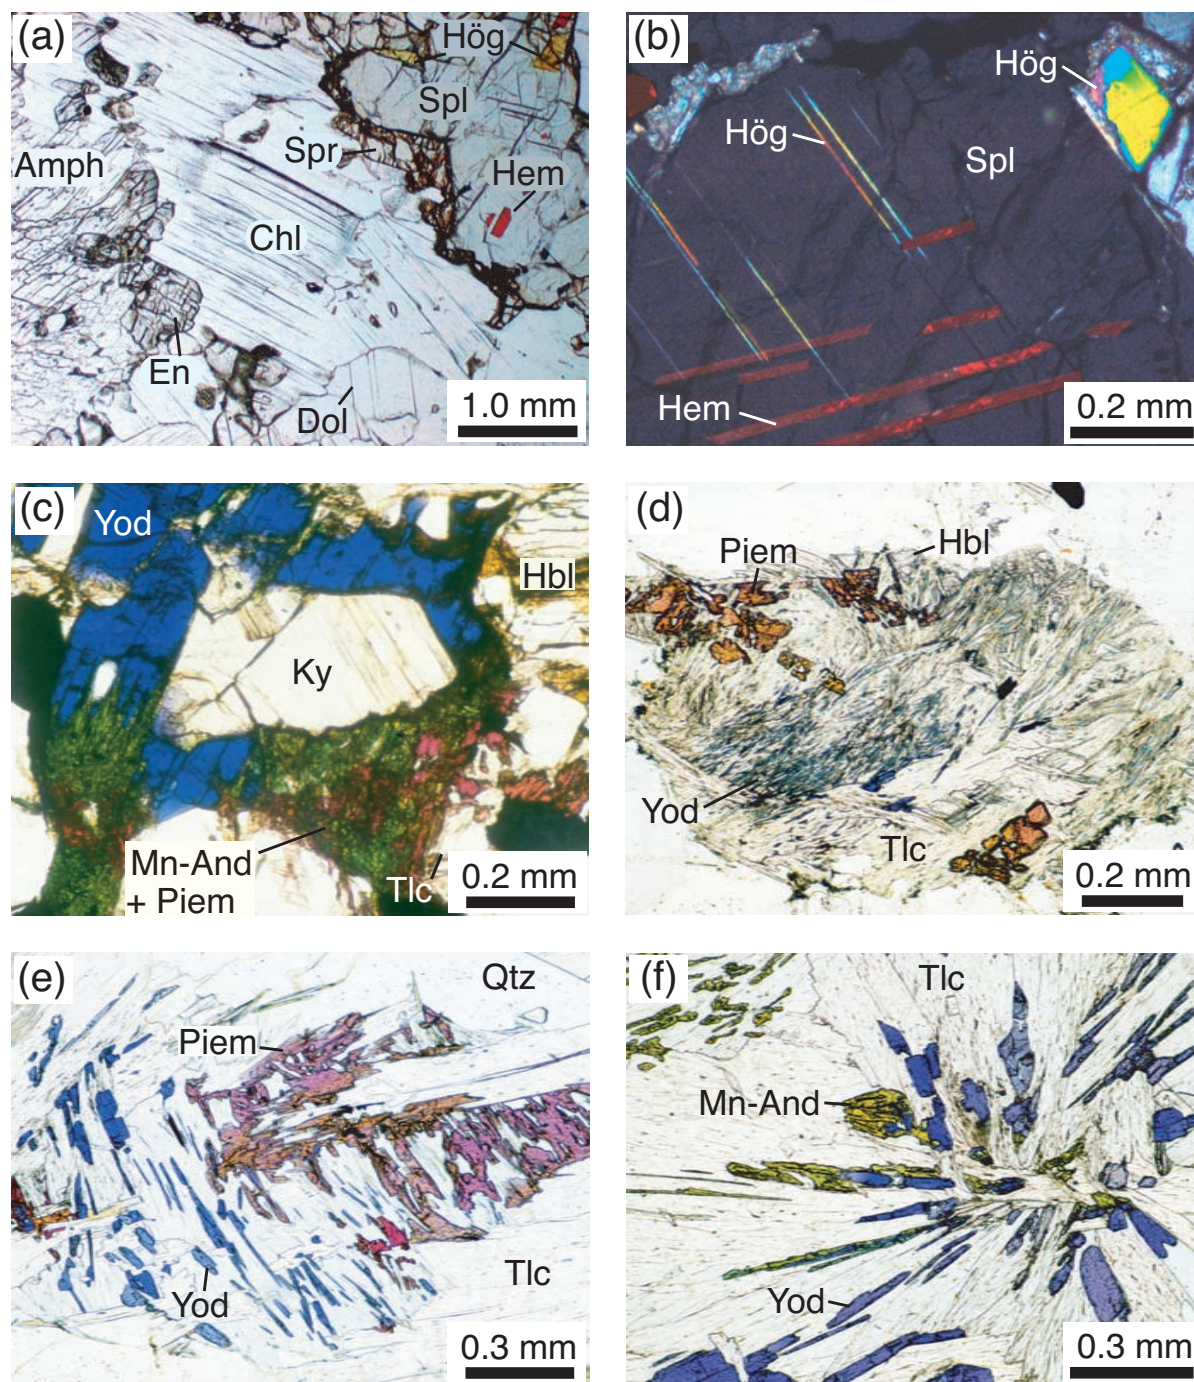 (a)
Hög
Spl
Spr
Hem
Amph
Chl
En
Dol
1.0 mm
(b)
Hög
Hög
Spl
Hem
0.2 mm
(c)
Yod
Hbl
Ky
Mn-And
+ Piem
Tlc
0.2 mm
(d)
Piem
Hbl
Yod
Tlc
0.2 mm
(e)
Qtz
Piem
Yod
Tlc
0.3 mm
(f)
Tlc
Mn-And
Yod
0.3 mm